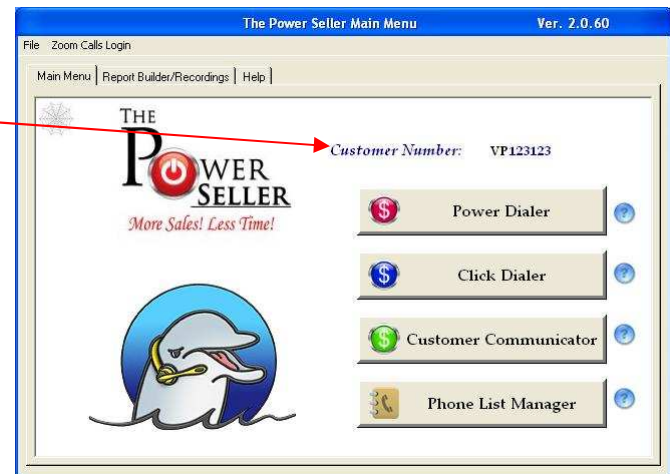 The Power Seller Main Menu Ver. 2.0.60
File Zoom Calls Login
Main Menu Report Builder/Recordings Help
THE
POWER
SELLER
More Sales! Less Time!
Customer Number: VP123123
$ Power Dialer ?
$ Click Dialer ?
$ Customer Communicator ?
Phone List Manager ?